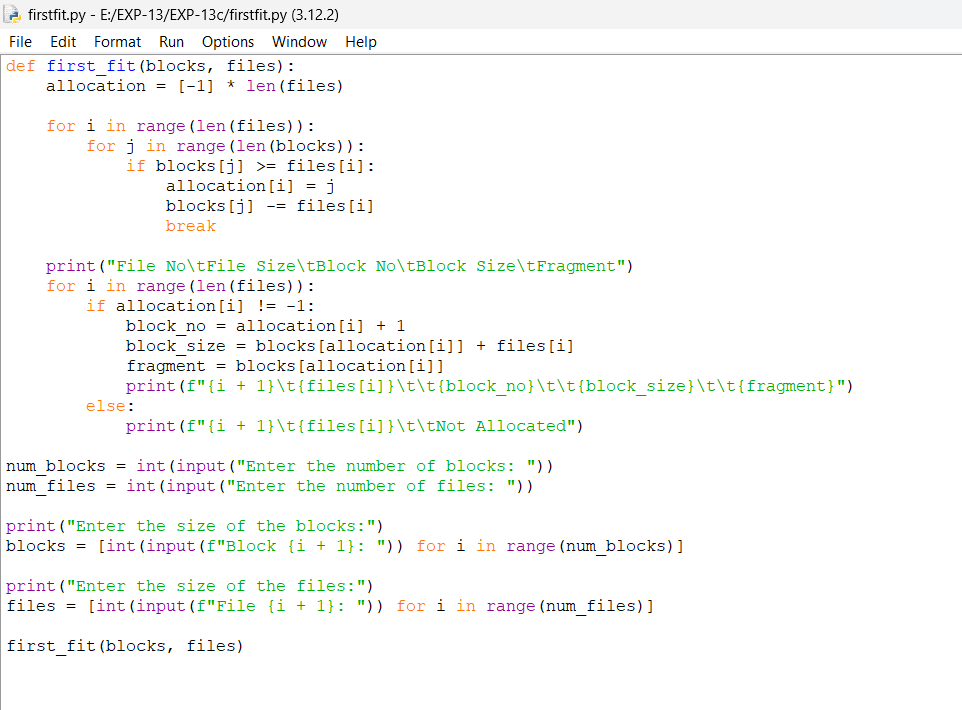 firstfit.py - E:/EXP-13/EXP-13c/firstfit.py (3.12.2)
File Edit Format Run Options Window Help
def first_fit(blocks, files):
    allocation = [-1] * len(files)

    for i in range(len(files)):
        for j in range(len(blocks)):
            if blocks[j] >= files[i]:
                allocation[i] = j
                blocks[j] -= files[i]
                break

    print("File No\tFile Size\tBlock No\tBlock Size\tFragment")
    for i in range(len(files)):
        if allocation[i] != -1:
            block_no = allocation[i] + 1
            block_size = blocks[allocation[i]] + files[i]
            fragment = blocks[allocation[i]]
            print(f"{i + 1}\t{files[i]}\t\t{block_no}\t\t{block_size}\t\t{fragment}")
        else:
            print(f"{i + 1}\t{files[i]}\t\tNot Allocated")

num_blocks = int(input("Enter the number of blocks: "))
num_files = int(input("Enter the number of files: "))

print("Enter the size of the blocks:")
blocks = [int(input(f"Block {i + 1}: ")) for i in range(num_blocks)]

print("Enter the size of the files:")
files = [int(input(f"File {i + 1}: ")) for i in range(num_files)]

first_fit(blocks, files)